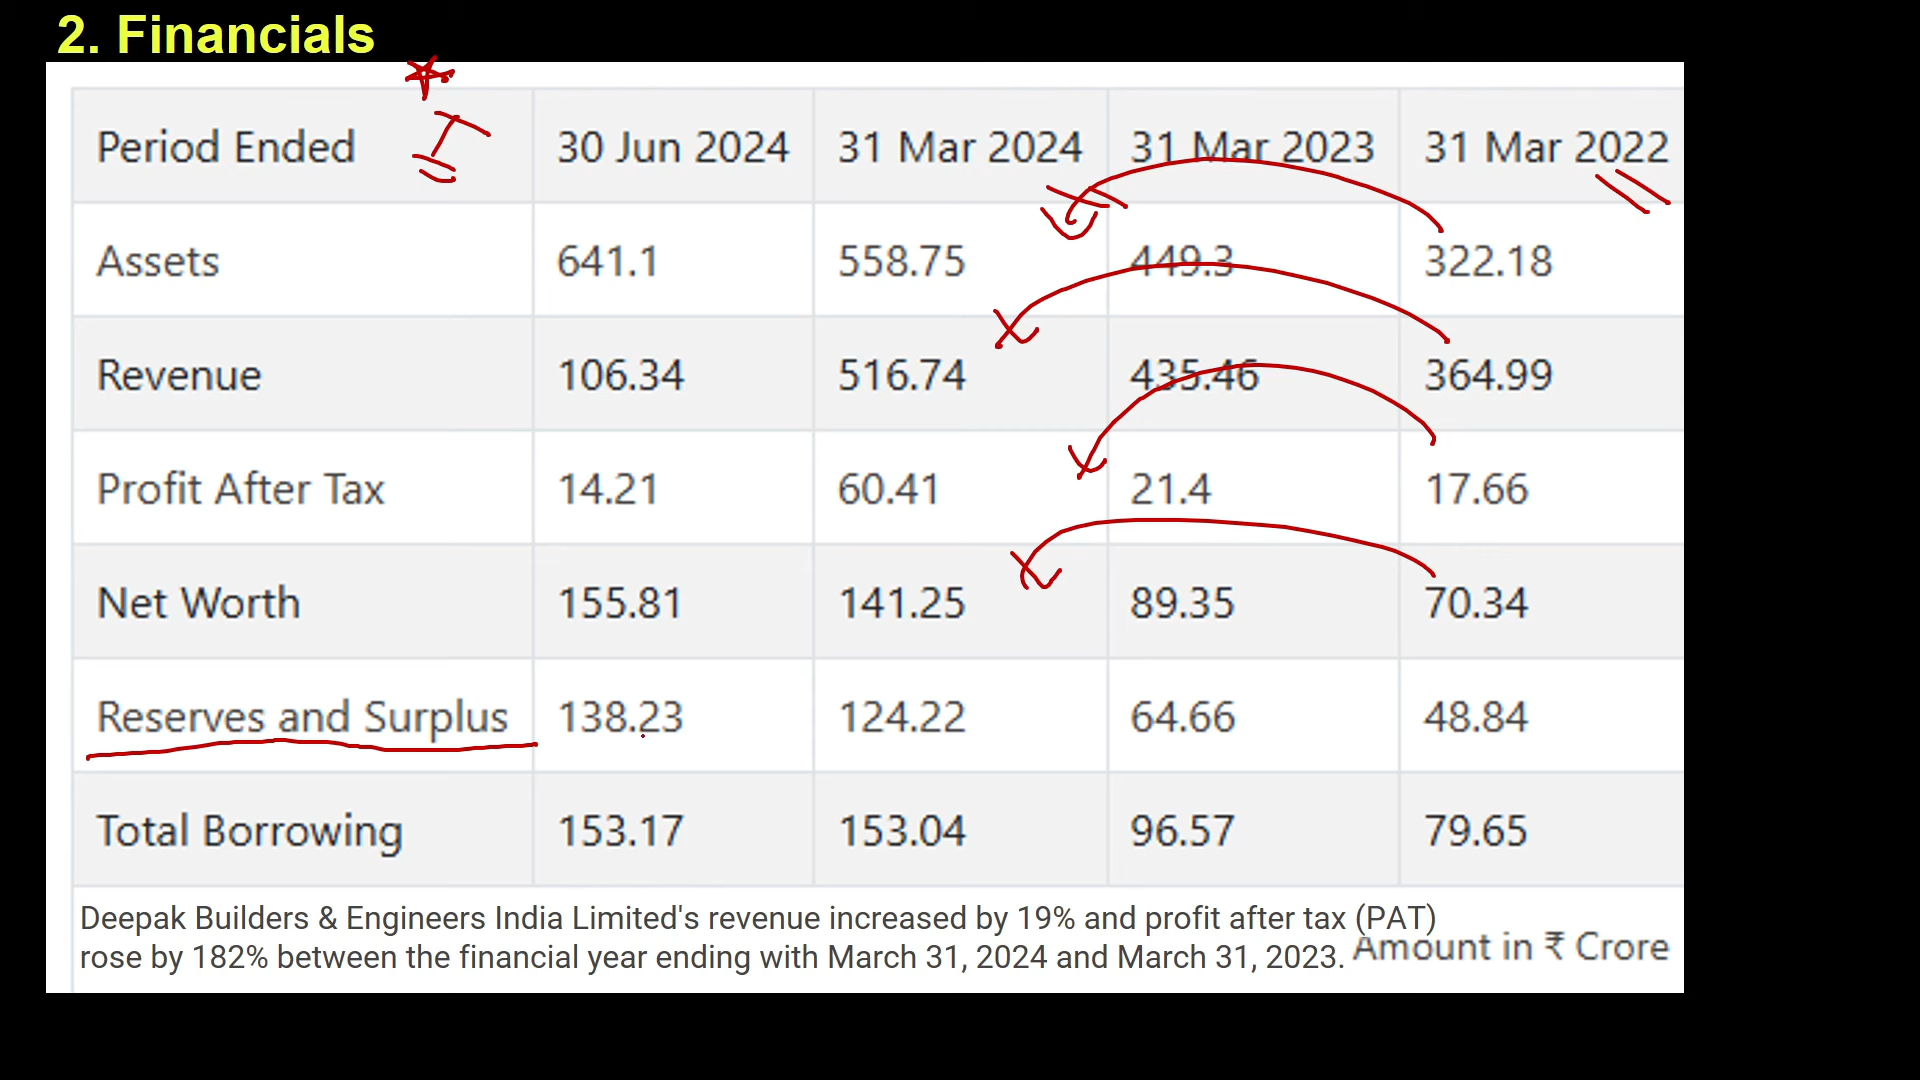 2. Financials
Period Ended 30 Jun 2024 31 Mar 2024 31 Mar 2023 31 Mar 2022
Assets 641.1 558.75 449.3 322.18
Revenue 106.34 516.74 435.46 364.99
Profit After Tax 14.21 60.41 21.4 17.66
Net Worth 155.81 141.25 89.35 70.34
Reserves and Surplus 138.23 124.22 64.66 48.84
Total Borrowing 153.17 153.04 96.57 79.65
Deepak Builders & Engineers India Limited's revenue increased by 19% and profit after tax (PAT)
rose by 182% between the financial year ending with March 31, 2024 and March 31, 2023.
Amount in ₹ Crore